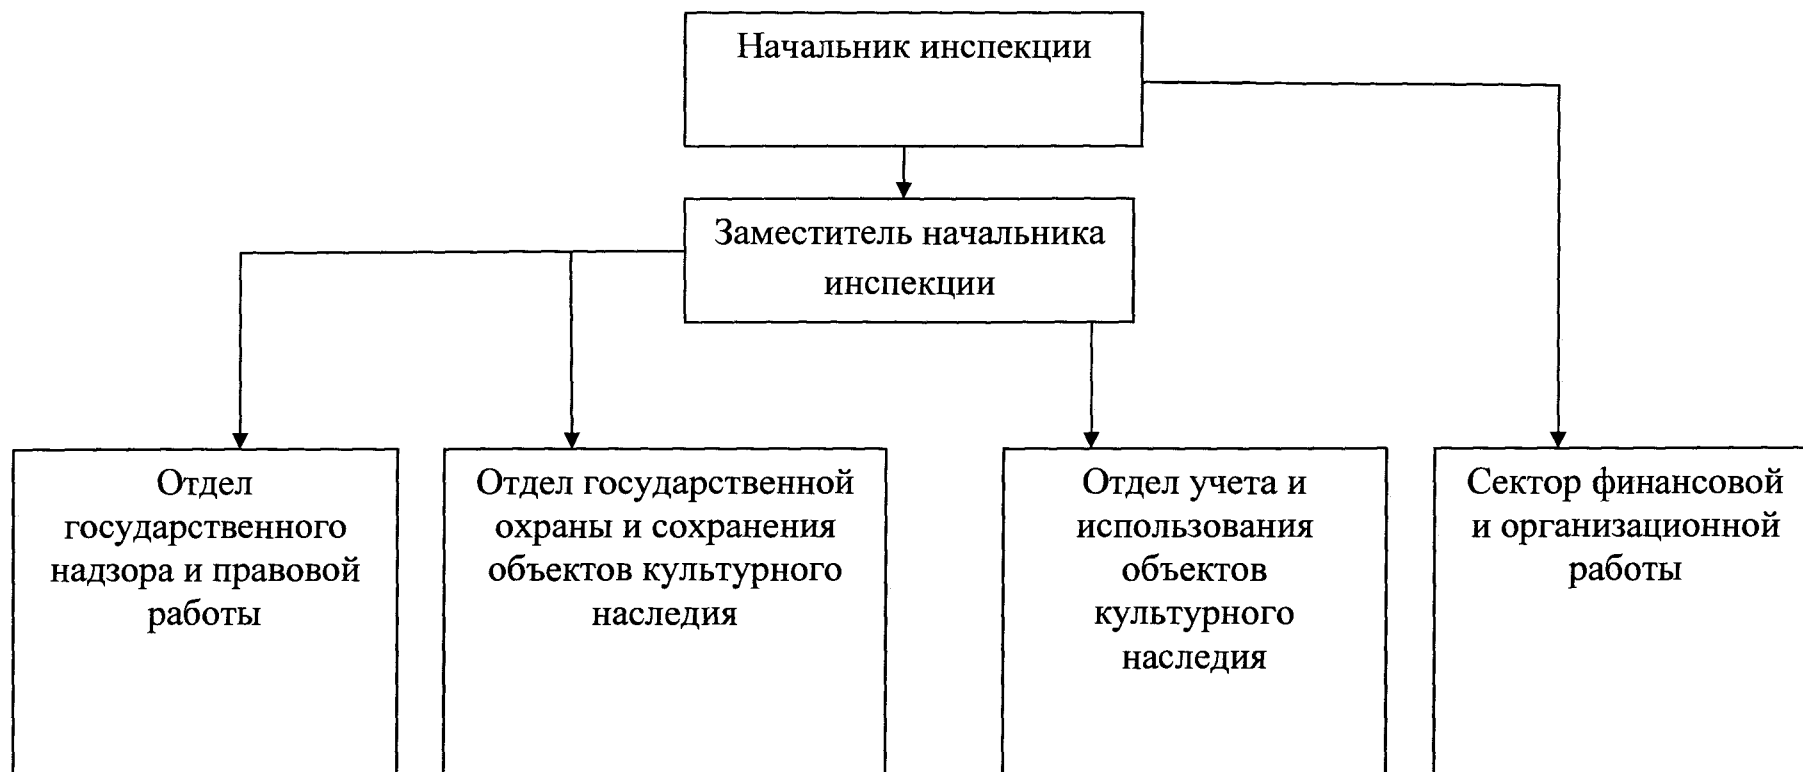 Начальник инспекции
Заместитель начальника
инспекции
Отдел
государственного
надзора и правовой
работы
Отдел государственной
охраны и сохранения
объектов культурного
наследия
Отдел учета и
использования
объектов
культурного
наследия
Сектор финансовой
и организационной
работы